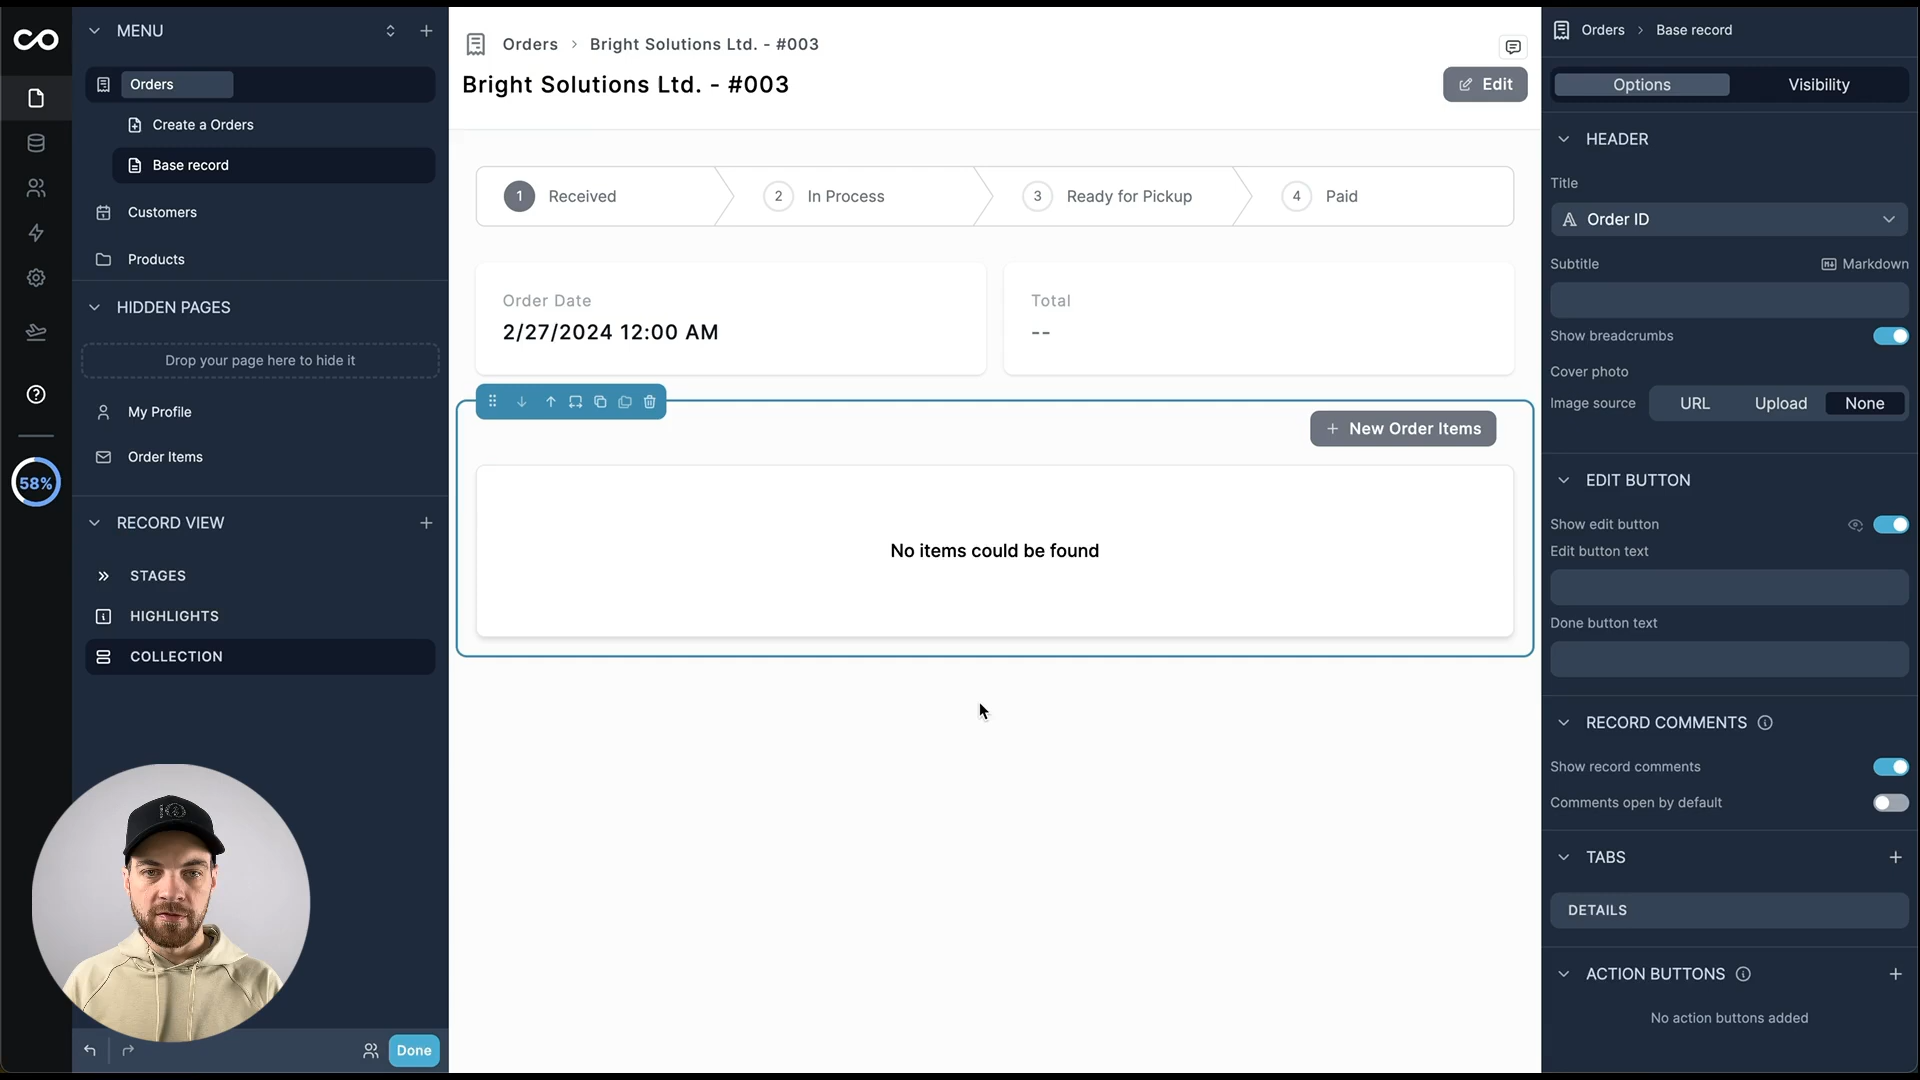 MENU
Orders
Create a Orders
Base record
Customers
Products
HIDDEN PAGES
Drop your page here to hide it
My Profile
Order Items
58%
RECORD VIEW
STAGES
HIGHLIGHTS
COLLECTION
Done
Orders > Bright Solutions Ltd. - #003
Bright Solutions Ltd. - #003
Edit
1 Received
2 In Process
3 Ready for Pickup
4 Paid
Order Date
2/27/2024 12:00 AM
Total
--
+ New Order Items
No items could be found
Orders > Base record
Options
Visibility
HEADER
Title
Order ID
Subtitle
Markdown
Show breadcrumbs
Cover photo
Image source
URL
Upload
None
EDIT BUTTON
Show edit button
Edit button text
Done button text
RECORD COMMENTS
Show record comments
Comments open by default
TABS
DETAILS
ACTION BUTTONS
No action buttons added